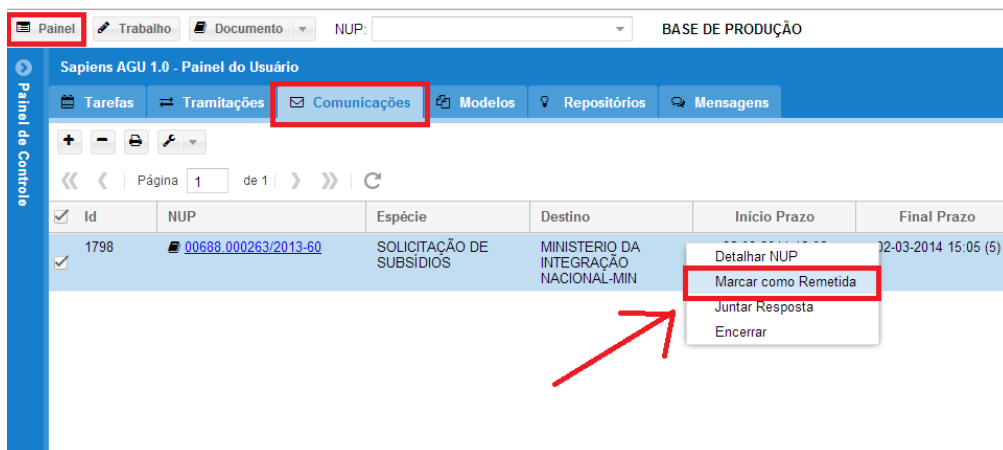 Painel Trabalho Documento NUP: BASE DE PRODUÇÃO
Sapiens AGU 1.0 - Painel do Usuário
Painel de Controle
Tarefas Tramitações Comunicações Modelos Repositórios Mensagens
Página 1 de 1
Id NUP Espécie Destino Início Prazo Final Prazo
1798 00688.000263/2013-60 SOLICITAÇÃO DE SUBSÍDIOS MINISTERIO DA INTEGRAÇÃO NACIONAL-MIN 02-03-2014 15:05 (5)
Detalhar NUP
Marcar como Remetida
Juntar Resposta
Encerrar